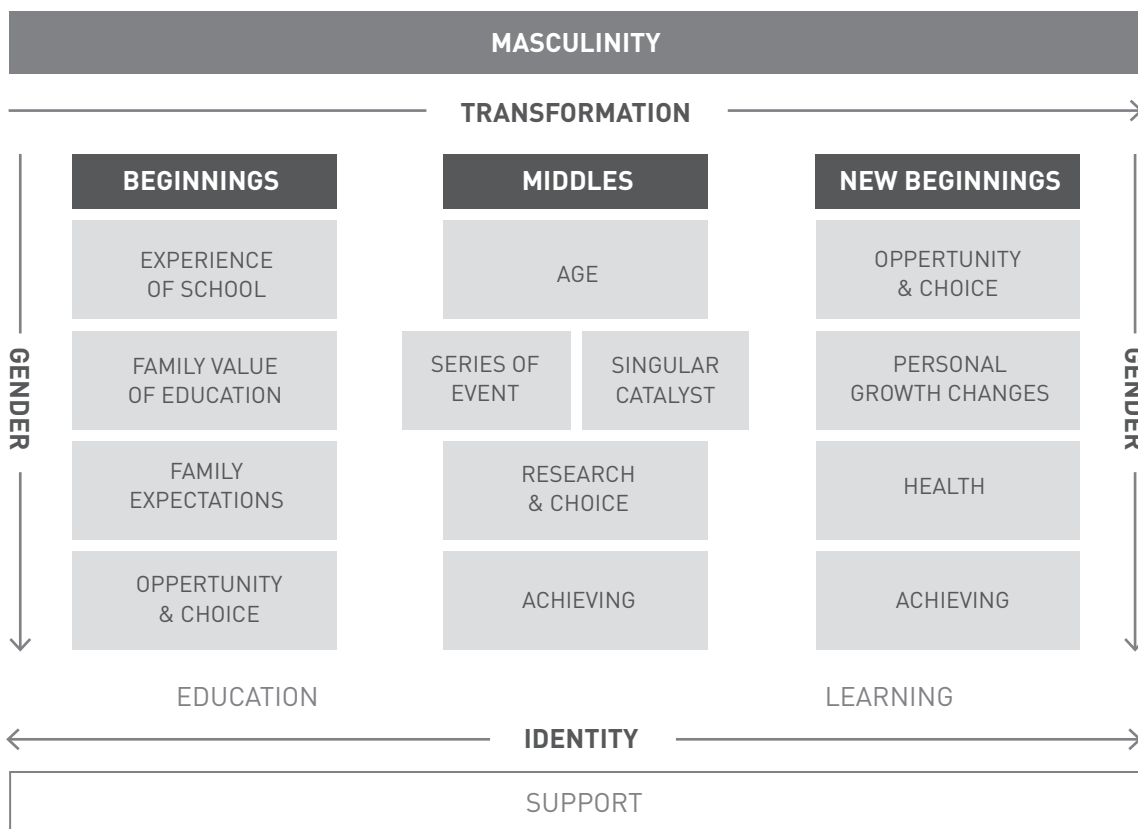 MASCULINITY
TRANSFORMATION
BEGINNINGS
EXPERIENCE
OF SCHOOL
FAMILY VALUE
OF EDUCATION
FAMILY
EXPECTATIONS
OPPERTUNITY
& CHOICE
MIDDLES
AGE
SERIES OF
EVENT
SINGULAR
CATALYST
RESEARCH
& CHOICE
ACHIEVING
NEW BEGINNINGS
OPPERTUNITY
& CHOICE
PERSONAL
GROWTH CHANGES
HEALTH
ACHIEVING
GENDER
GENDER
EDUCATION
LEARNING
IDENTITY
SUPPORT